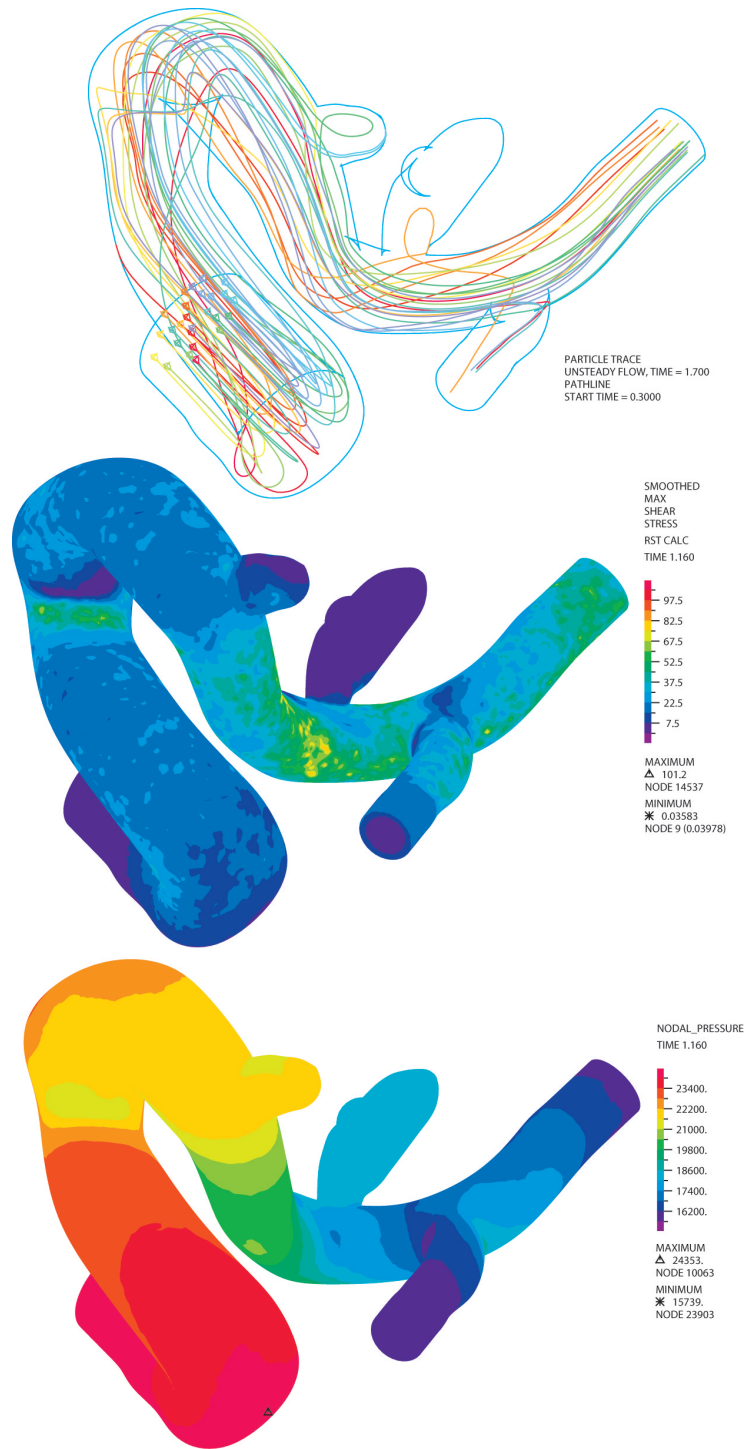 PARTICLE TRACE
UNSTEADY FLOW, TIME = 1.700
PATHLINE
START TIME = 0.3000
SMOOTHED
MAX
SHEAR
STRESS
RST CALC
TIME 1.160
97.5
82.5
67.5
52.5
37.5
22.5
7.5
MAXIMUM
101.2
NODE 14537
MINIMUM
0.03583
NODE 9 (0.03978)
NODAL_PRESSURE
TIME 1.160
23400.
22200.
21000.
19800.
18600.
17400.
16200.
MAXIMUM
24353.
NODE 10063
MINIMUM
15739.
NODE 23903